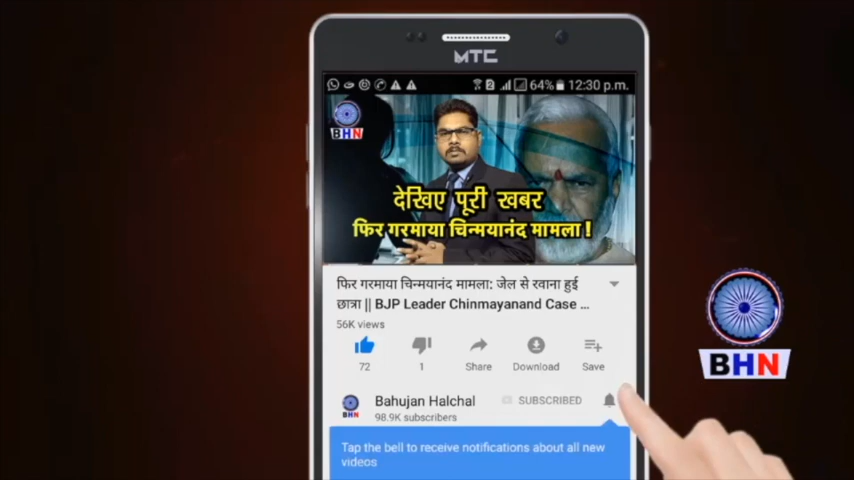 MTC
2
64%
12:30 p.m.
BHN
देखिए पूरी खबर
फिर गरमाया चिन्मयानंद मामला !
फिर गरमाया चिन्मयानंद मामला: जेल से रवाना हुई
छात्रा || BJP Leader Chinmayanand Case ...
56K views
72
1
Share
Download
Save
BHN
Bahujan Halchal
SUBSCRIBED
BHN
98.9K subscribers
Tap the bell to receive notifications about all new
videos